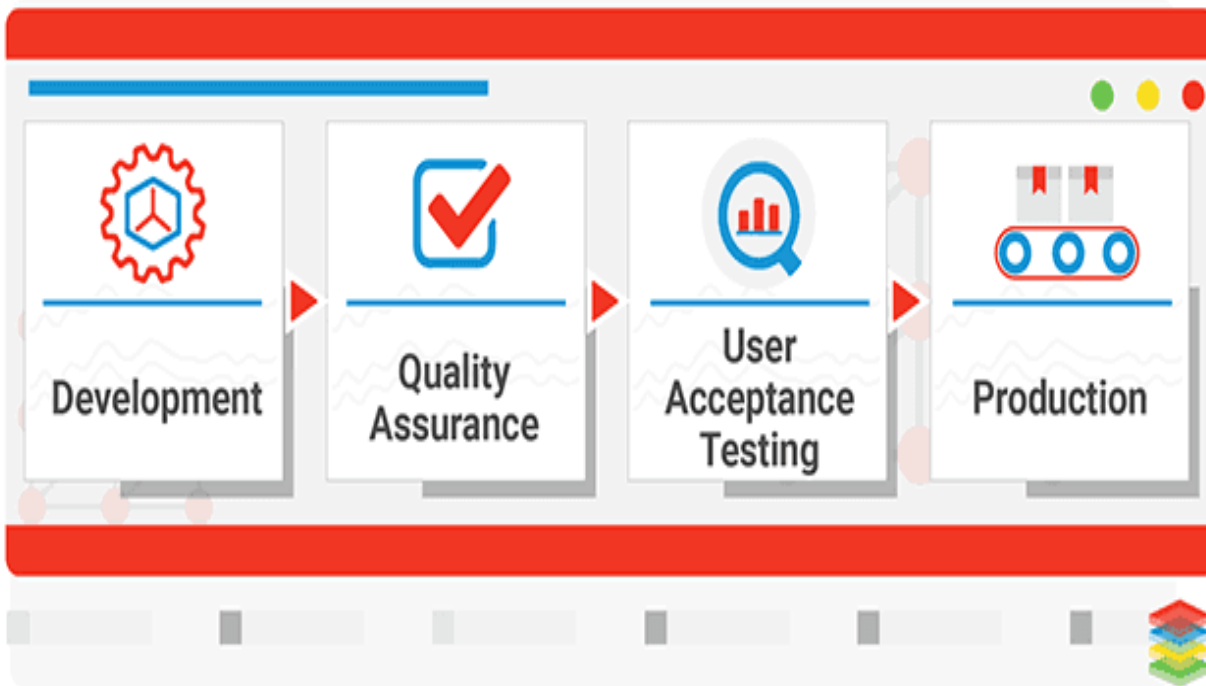 Development
Quality
Assurance
User
Acceptance
Testing
Production